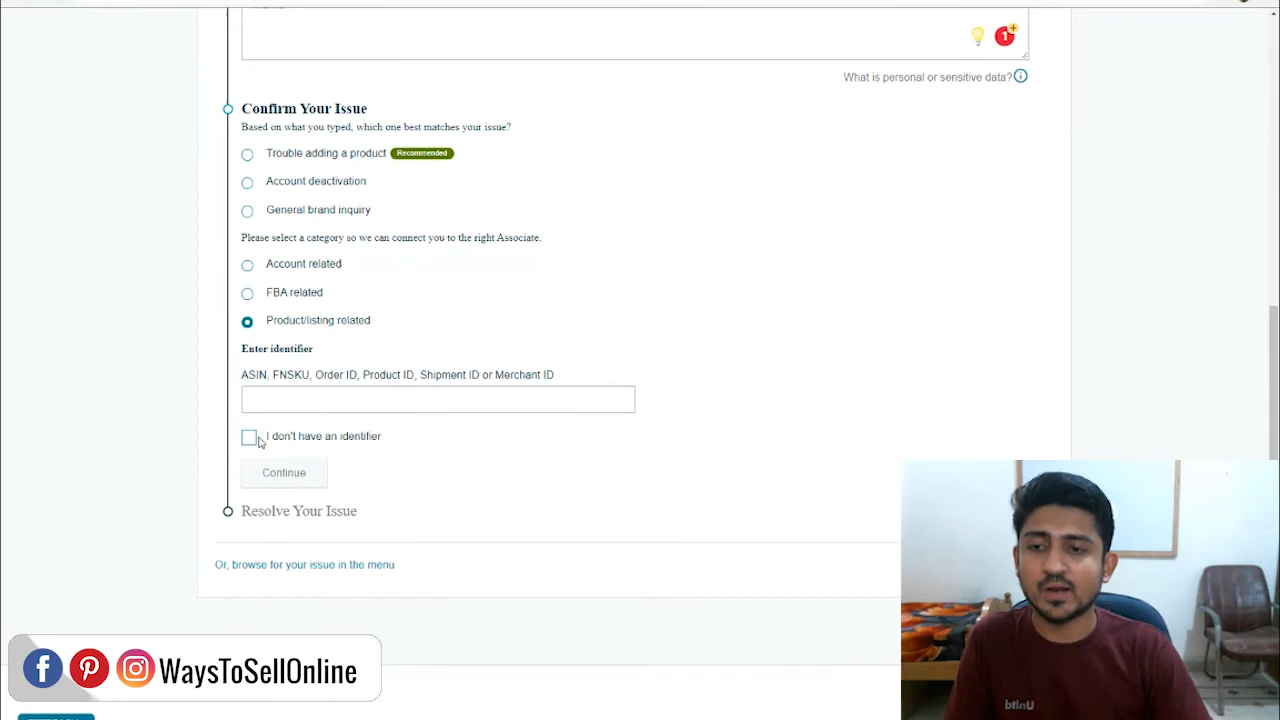 1
What is personal or sensitive data?
Confirm Your Issue
Based on what you typed, which one best matches your issue?
Trouble adding a product Recommended
Account deactivation
General brand inquiry
Please select a category so we can connect you to the right Associate.
Account related
FBA related
Product/listing related
Enter identifier
ASIN, FNSKU, Order ID, Product ID, Shipment ID or Merchant ID
I don't have an identifier
Continue
Resolve Your Issue
Or, browse for your issue in the menu
WaysToSellOnline